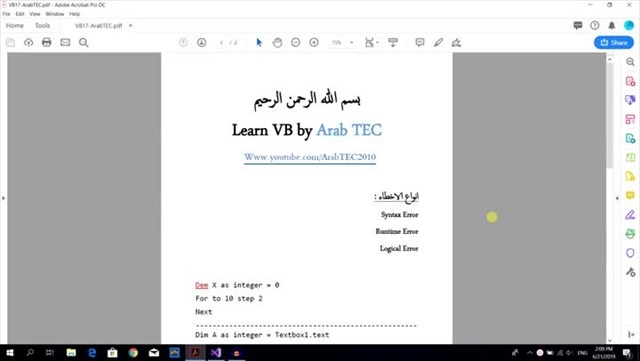 VB17-ArabTEC.pdf - Adobe Acrobat Pro DC
File Edit View Window Help
Home Tools VB17-ArabTEC.pdf
1 / 2 75% Share
بسم الله الرحمن الرحيم
Learn VB by Arab TEC
Www.youtube.com/ArabTEC2010
انواع الاخطاء :
Syntax Error
Runtime Error
Logical Error
Dem X as integer = 0
For to 10 step 2
Next
----------------------------------------------------
Dim A as integer = Textbox1.text
ENG 2:09 PM
6/21/2019